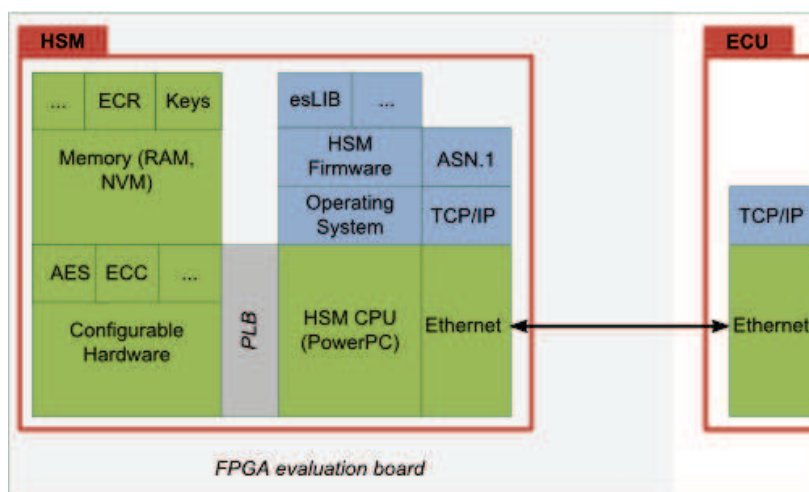 HSM
ECU
... ECR Keys
esLIB ...
Memory (RAM,
NVM)
HSM
Firmware
ASN.1
Operating
System
TCP/IP
TCP/IP
AES ECC ...
Configurable
Hardware
PLB
HSM CPU
(PowerPC)
Ethernet
Ethernet
FPGA evaluation board